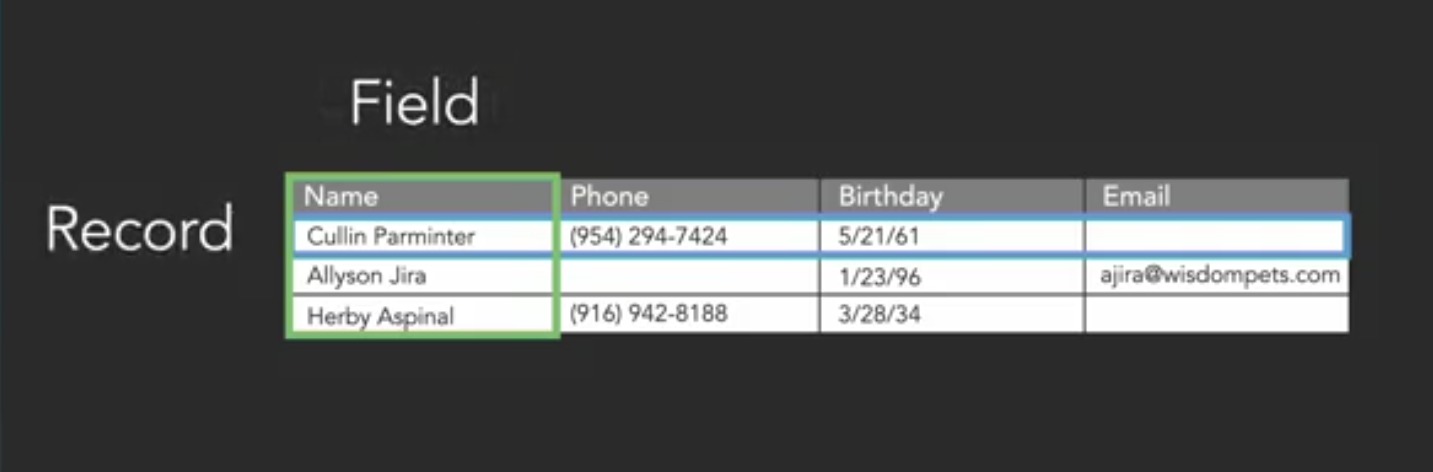 Field
Record
Name Phone Birthday Email
Cullin Parminter (954) 294-7424 5/21/61
Allyson Jira 1/23/96 ajira@wisdompets.com
Herby Aspinal (916) 942-8188 3/28/34